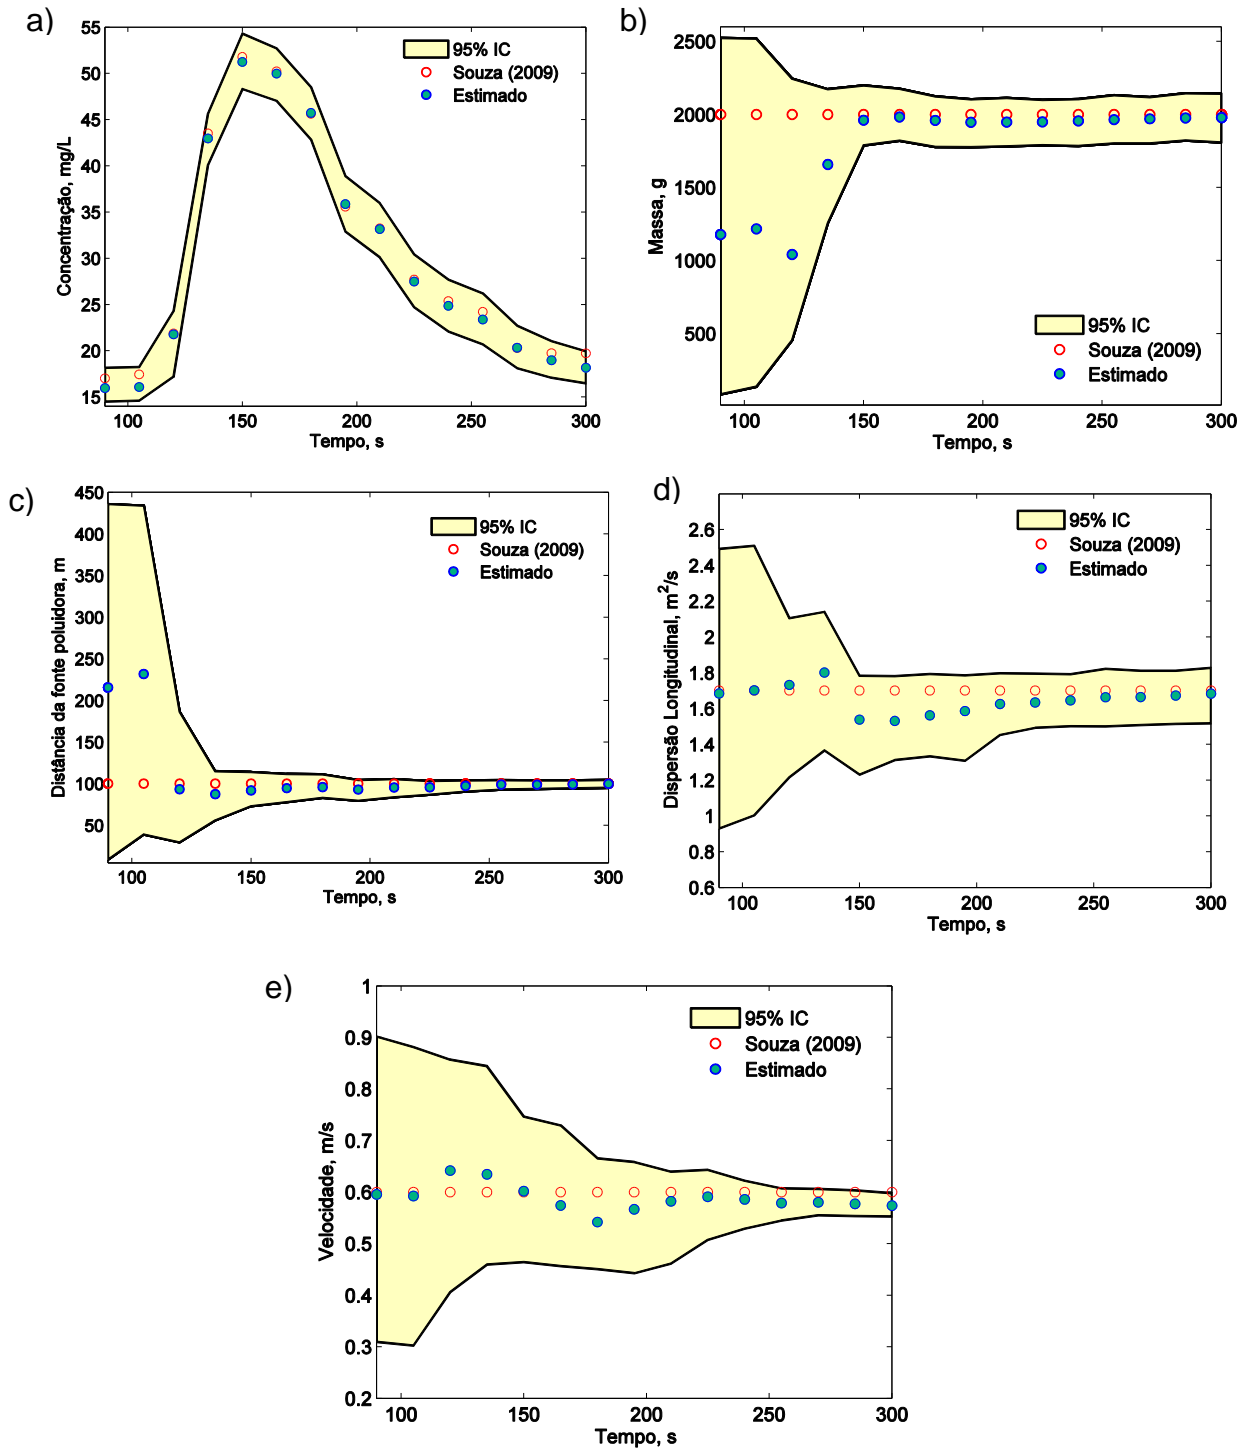 a)
55
50
45
40
35
30
25
20
15
100
150
200
250
300
Concentração, mg/L
Tempo, s
95% IC
Souza (2009)
Estimado
b)
2500
2000
1500
1000
500
100
150
200
250
300
Massa, g
Tempo, s
95% IC
Souza (2009)
Estimado
c)
450
400
350
300
250
200
150
100
50
100
150
200
250
300
Distância da fonte poluidora, m
Tempo, s
95% IC
Souza (2009)
Estimado
d)
2.6
2.4
2.2
2
1.8
1.6
1.4
1.2
1
0.8
0.6
100
150
200
250
300
Dispersão Longitudinal, m²/s
Tempo, s
95% IC
Souza (2009)
Estimado
e)
1
0.9
0.8
0.7
0.6
0.5
0.4
0.3
0.2
100
150
200
250
300
Velocidade, m/s
Tempo, s
95% IC
Souza (2009)
Estimado